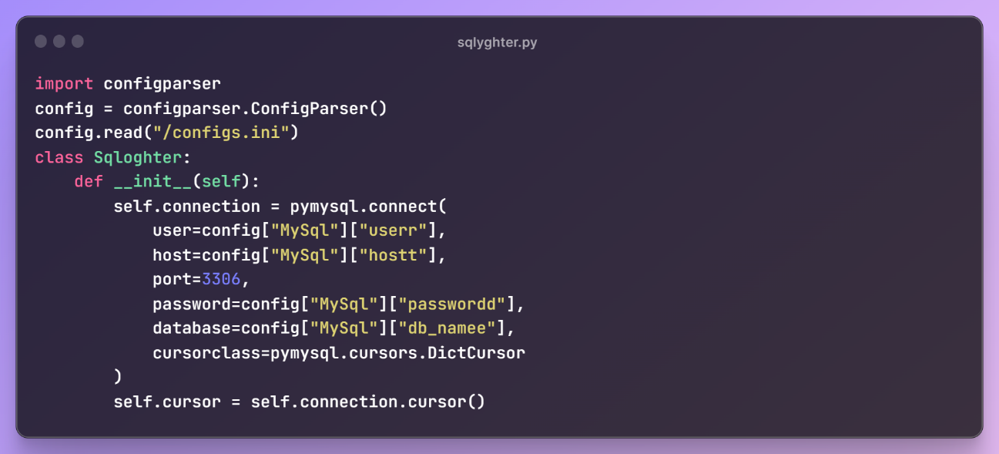 sqlyghter.py
import configparser
config = configparser.ConfigParser()
config.read("/configs.ini")
class Sqloghter:
    def __init__(self):
        self.connection = pymysql.connect(
            user=config["MySql"]["userr"],
            host=config["MySql"]["hostt"],
            port=3306,
            password=config["MySql"]["passwordd"],
            database=config["MySql"]["db_namee"],
            cursorclass=pymysql.cursors.DictCursor
        )
        self.cursor = self.connection.cursor()